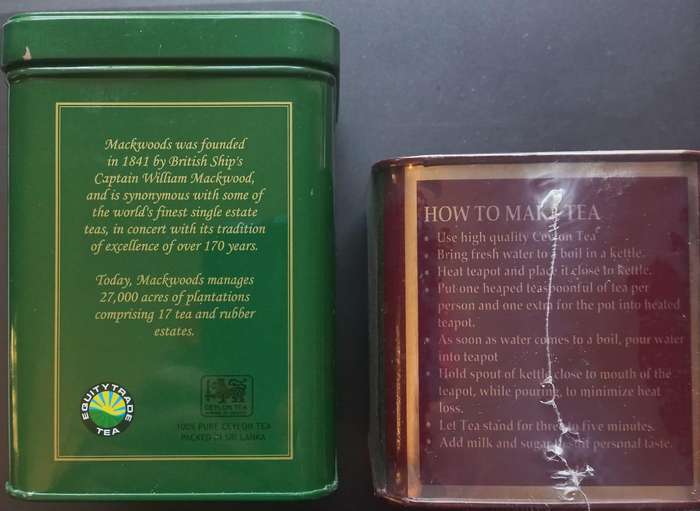 Mackwoods was founded
in 1841 by British Ship's
Captain William Mackwood,
and is synonymous with some of
the world's finest single estate
teas, in concert with its tradition
of excellence of over 170 years.
Today, Mackwoods manages
27,000 acres of plantations
comprising 17 tea and rubber
estates.
EQUITYTRADE
TEA
CEYLON TEA
100% PURE CEYLON TEA
PACKED IN SRI LANKA
HOW TO MAKE TEA
• Use high quality Ceylon Tea
• Bring fresh water to a boil in a kettle.
• Heat teapot and place it close to kettle.
• Put one heaped teaspoonful of tea per
person and one extra for the pot into heated
teapot.
• As soon as water comes to a boil, pour water
into teapot
• Hold spout of kettle close to mouth of the
teapot, while pouring, to minimize heat
loss.
• Let Tea stand for three to five minutes.
• Add milk and sugar personal taste.